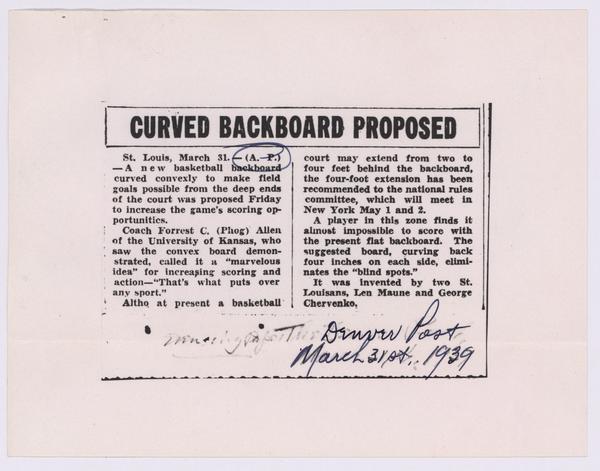 CURVED BACKBOARD PROPOSED
St. Louis, March 31.—(A. P.)
—A new basketball backboard
curved convexly to make field
goals possible from the deep ends
of the court was proposed Friday
to increase the game's scoring op-
portunities.
Coach Forrest C. (Phog) Allen
of the University of Kansas, who
saw the convex board demon-
strated, called it a "marvelous
idea" for increasing scoring and
action—"That's what puts over
any sport."
Altho at present a basketball
court may extend from two to
four feet behind the backboard,
the four-foot extension has been
recommended to the national rules
committee, which will meet in
New York May 1 and 2.
A player in this zone finds it
almost impossible to score with
the present flat backboard. The
suggested board, curving back
four inches on each side, elimi-
nates the "blind spots."
It was invented by two St.
Louisans, Len Maune and George
Chervenko.
Denver Post
March 31st, 1939